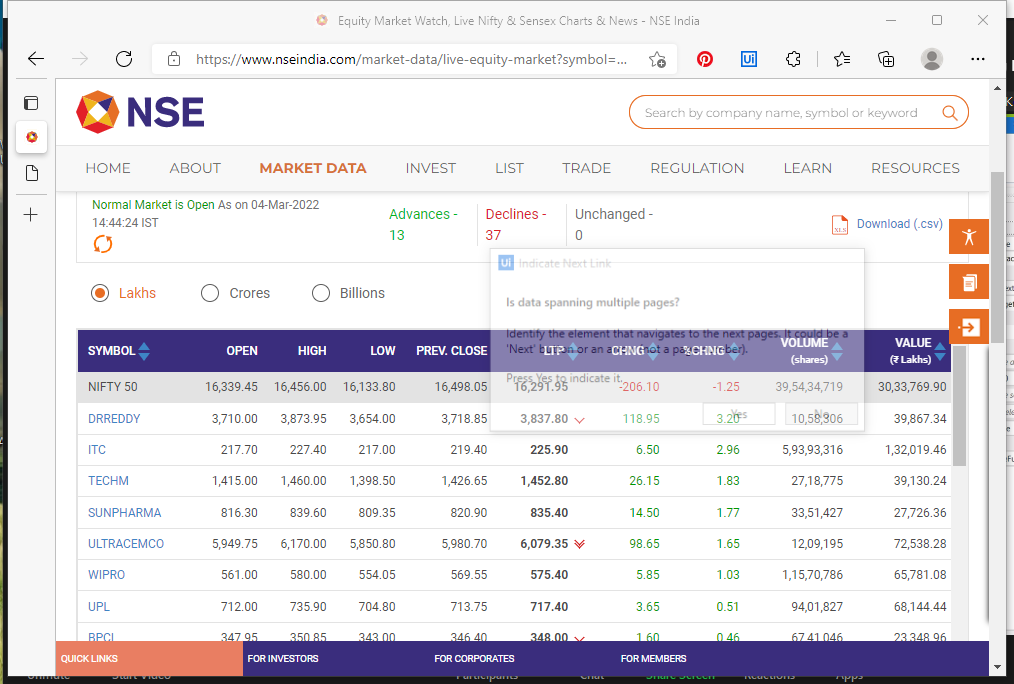 Equity Market Watch, Live Nifty & Sensex Charts & News - NSE India
https://www.nseindia.com/market-data/live-equity-market?symbol=...
Ui
NSE
Search by company name, symbol or keyword
HOME ABOUT MARKET DATA INVEST LIST TRADE REGULATION LEARN RESOURCES
Normal Market is Open As on 04-Mar-2022
14:44:24 IST
Advances -
13
Declines -
37
Unchanged -
0
XLS
Download (.csv)
Ui Indicate Next Link
Lakhs Crores Billions
Is data spanning multiple pages?
Identify the element that navigates to the next pages. It could be a
Press Yes to indicate it.
Yes No
SYMBOL OPEN HIGH LOW PREV. CLOSE LTP CHNG %CHNG VOLUME (shares) VALUE (₹ Lakhs)
NIFTY 50 16,339.45 16,456.00 16,133.80 16,498.05 16,291.95 -206.10 -1.25 39,54,34,719 30,33,769.90
DRREDDY 3,710.00 3,873.95 3,654.00 3,718.85 3,837.80 118.95 3.20 10,58,306 39,867.34
ITC 217.70 227.40 217.00 219.40 225.90 6.50 2.96 5,93,93,316 1,32,019.46
TECHM 1,415.00 1,460.00 1,398.50 1,426.65 1,452.80 26.15 1.83 27,18,775 39,130.24
SUNPHARMA 816.30 839.60 809.35 820.90 835.40 14.50 1.77 33,51,427 27,726.36
ULTRACEMCO 5,949.75 6,170.00 5,850.80 5,980.70 6,079.35 98.65 1.65 12,09,195 72,538.28
WIPRO 561.00 580.00 554.05 569.55 575.40 5.85 1.03 1,15,70,786 65,781.08
UPL 712.00 735.90 704.80 713.75 717.40 3.65 0.51 94,01,827 68,144.44
BPCL 347.95 350.85 343.00 346.40 348.00 1.60 0.46 67,41,046 23,348.96
QUICK LINKS FOR INVESTORS FOR CORPORATES FOR MEMBERS
Unmute Start Video Participants Chat Share Screen Reactions Apps